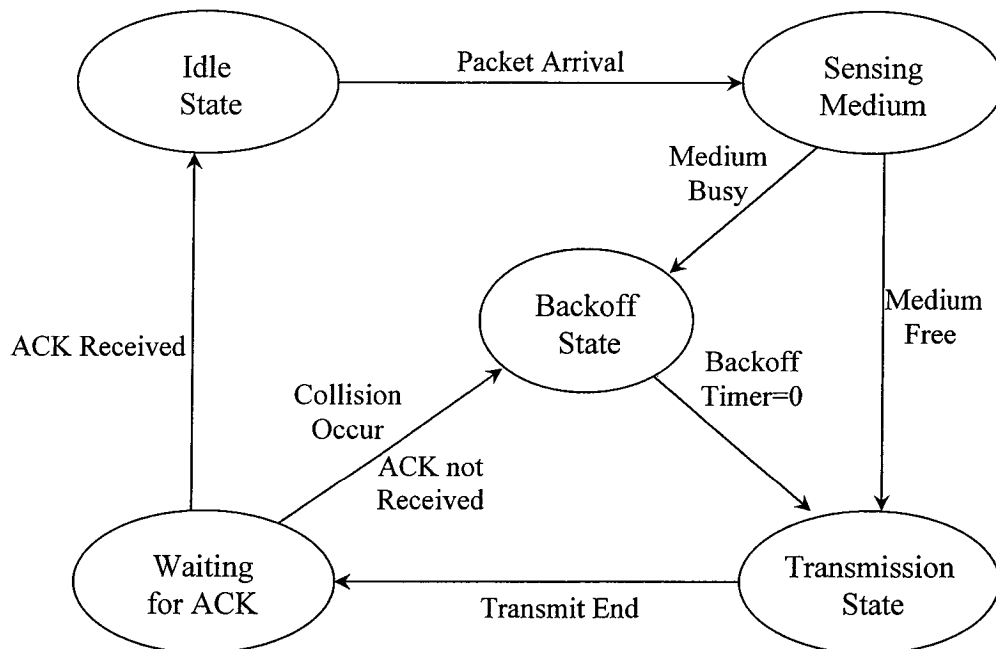 Idle
State
Packet Arrival
Sensing
Medium
Medium
Busy
Backoff
State
Medium
Free
ACK Received
Backoff
Timer=0
Collision
Occur
ACK not
Received
Waiting
for ACK
Transmit End
Transmission
State